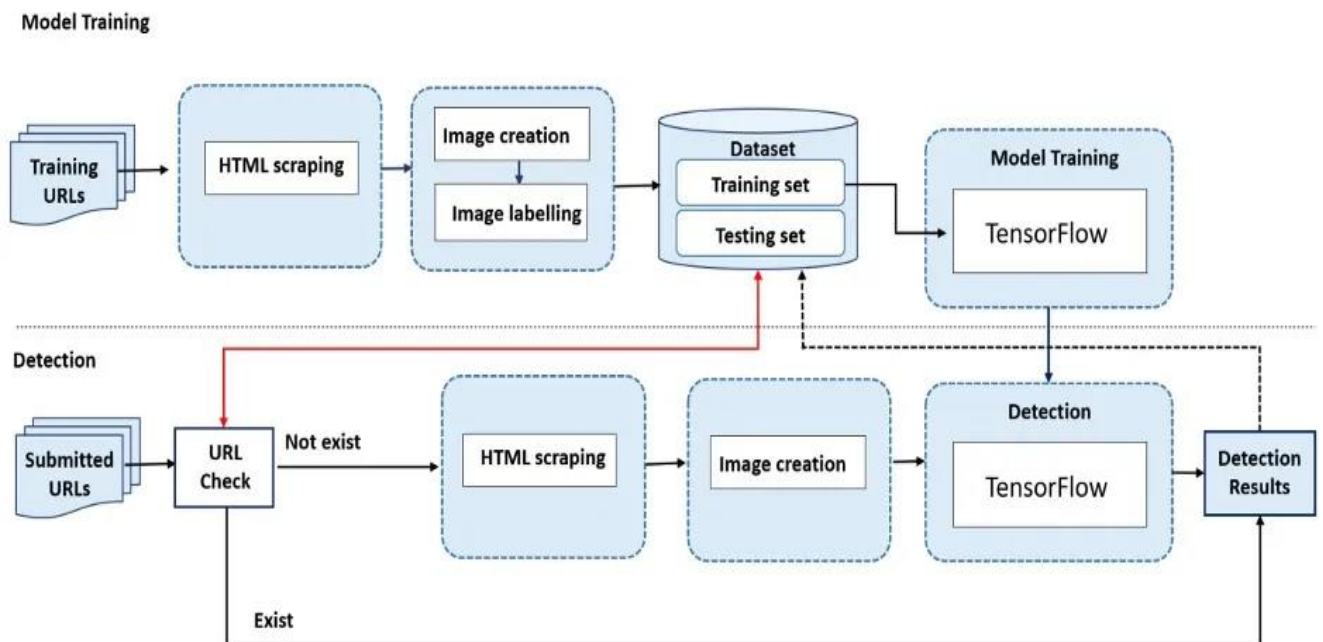 Model Training
Training
URLs
HTML scraping
Image creation
Image labelling
Dataset
Training set
Testing set
Model Training
TensorFlow
Detection
Submitted
URLs
URL
Check
Not exist
HTML scraping
Image creation
Detection
TensorFlow
Detection
Results
Exist